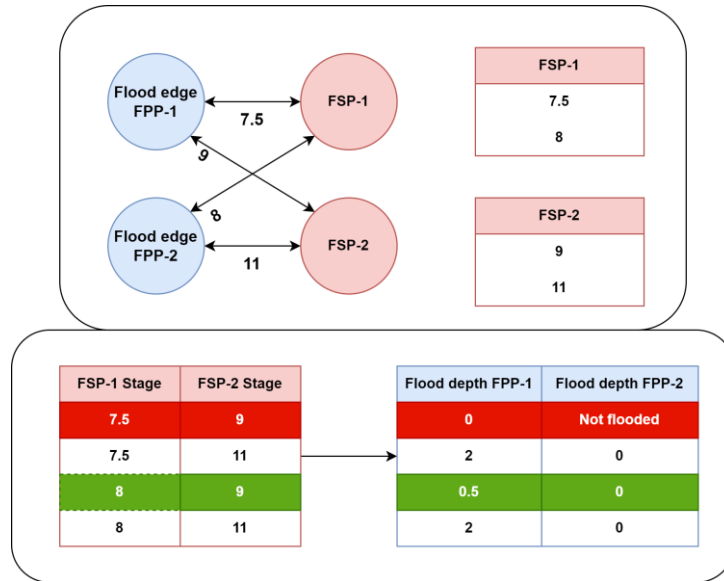 Flood edge
FPP-1
7.5
FSP-1
9
8
Flood edge
FPP-2
11
FSP-2
FSP-1
7.5
8
FSP-2
9
11
FSP-1 Stage FSP-2 Stage
7.5 9
7.5 11
8 9
8 11
Flood depth FPP-1 Flood depth FPP-2
0 Not flooded
2 0
0.5 0
2 0